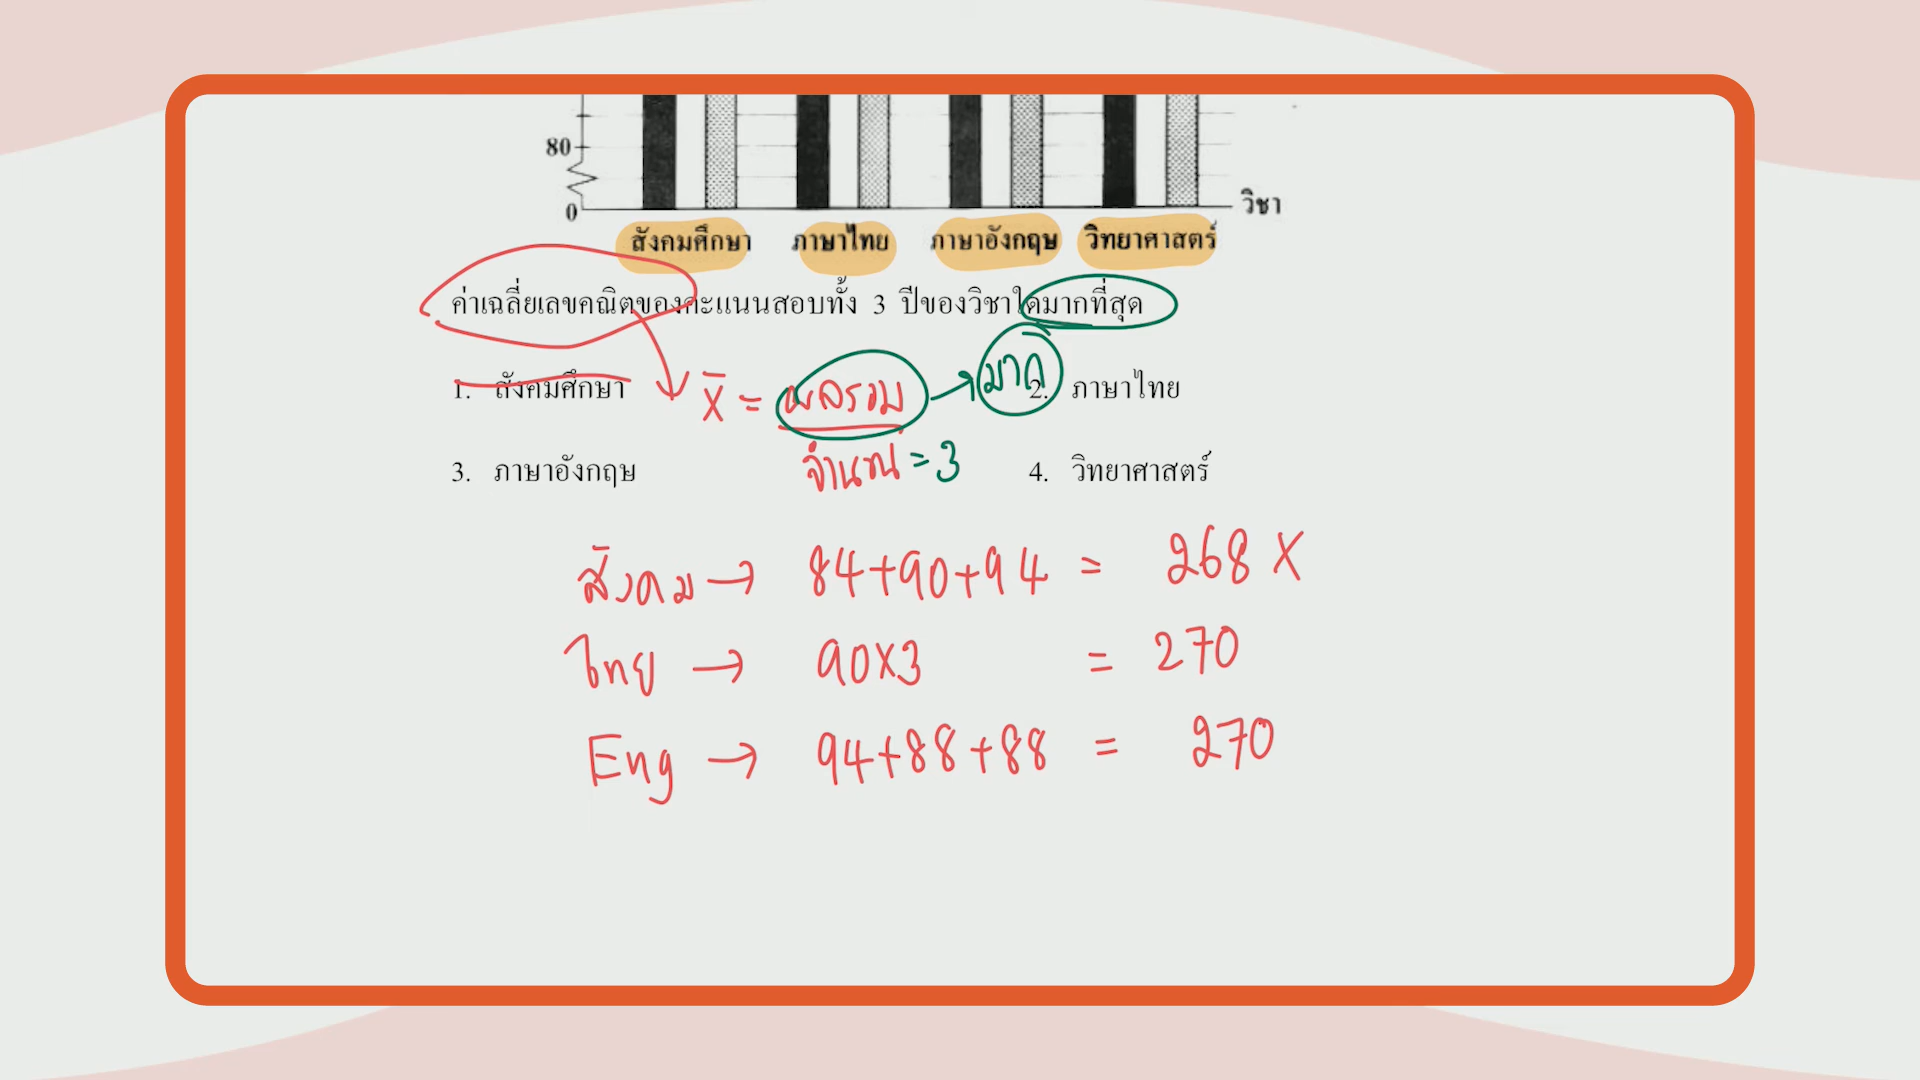 80
0
วิชา
สังคมศึกษา ภาษาไทย ภาษาอังกฤษ วิทยาศาสตร์
ค่าเฉลี่ยเลขคณิตของคะแนนสอบทั้ง 3 ปีของวิชาใดมากที่สุด
1. สังคมศึกษา
x̄ = ผลรวม → มาก
2. ภาษาไทย
จำนวน = 3
3. ภาษาอังกฤษ
4. วิทยาศาสตร์
สังคม → 84+90+94 = 268 X
ไทย → 90X3 = 270
Eng → 94+88+88 = 270